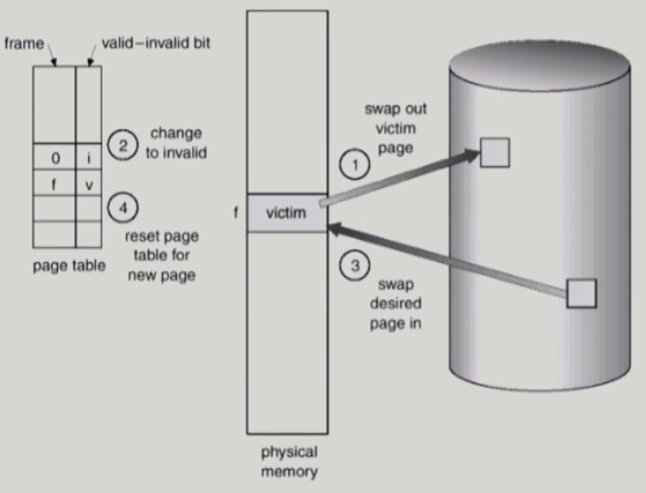 frame
valid–invalid bit
0 i
f v
2
change
to invalid
4
reset page
table for
new page
page table
f
victim
physical
memory
swap out
victim
page
1
3
swap
desired
page in